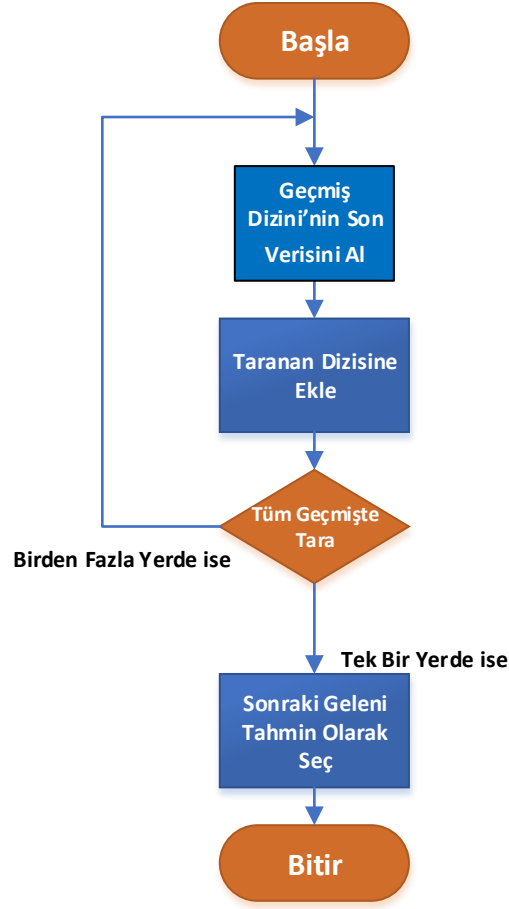 Başla
Geçmiş
Dizini’nin Son
Verisini Al
Taranan Dizisine
Ekle
Tüm Geçmişte
Tara
Birden Fazla Yerde ise
Tek Bir Yerde ise
Sonraki Geleni
Tahmin Olarak
Seç
Bitir